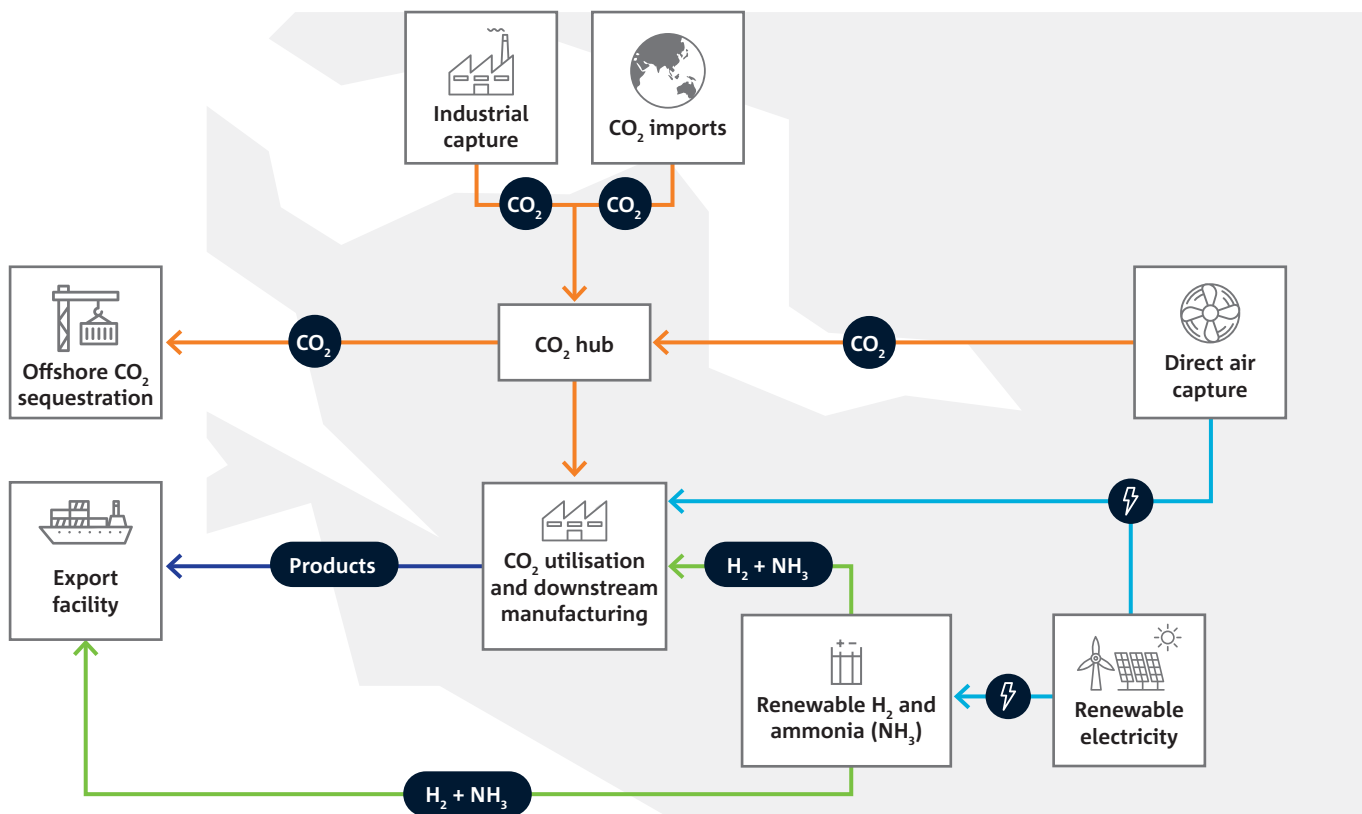 Industrial
capture
CO₂ imports
CO₂
CO₂
Offshore CO₂
sequestration
CO₂
CO₂ hub
CO₂
Direct air
capture
Export
facility
Products
CO₂ utilisation
and downstream
manufacturing
H₂ + NH₃
+ -
Renewable H₂ and
ammonia (NH₃)
Renewable
electricity
H₂ + NH₃